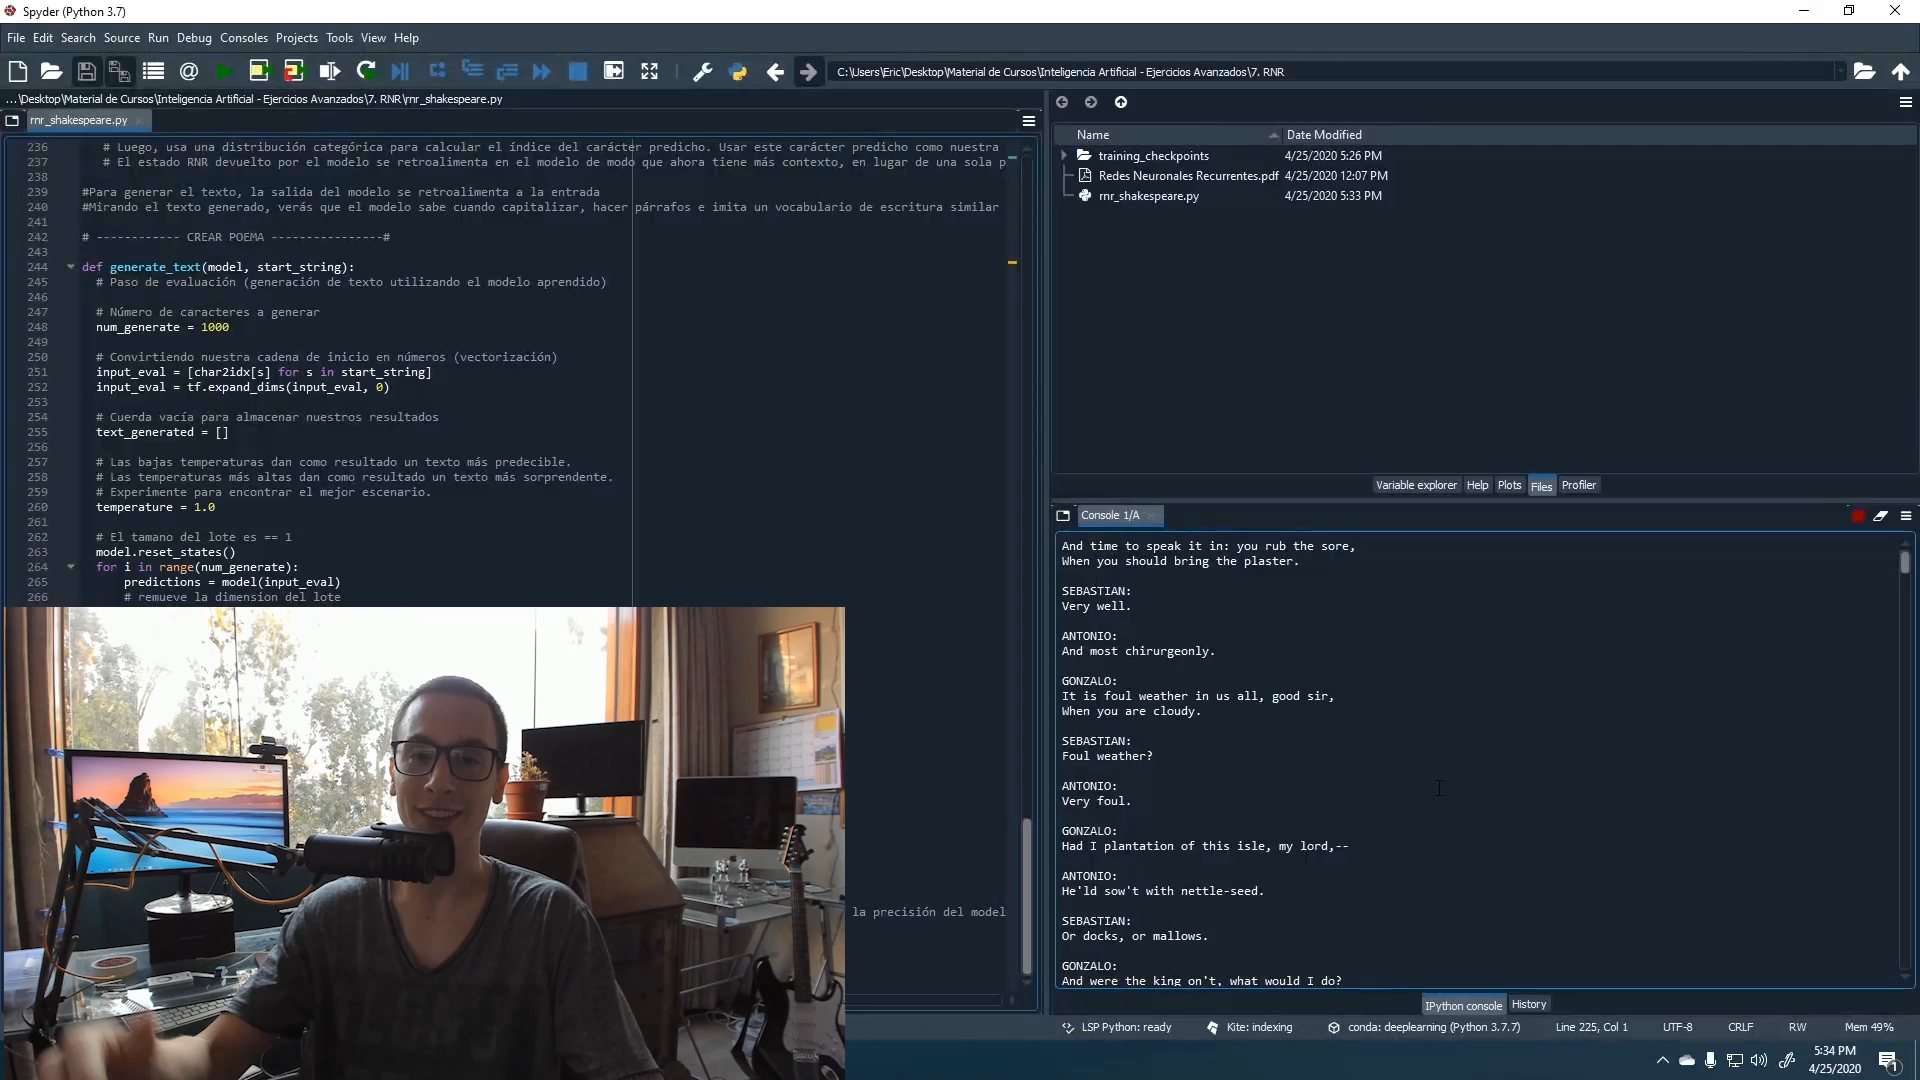 Spyder (Python 3.7)
File Edit Search Source Run Debug Consoles Projects Tools View Help
C:\Users\Eric\Desktop\Material de Cursos\Inteligencia Artificial - Ejercicios Avanzados\7. RNR
...\Desktop\Material de Cursos\Inteligencia Artificial - Ejercicios Avanzados\7. RNR\rnr_shakespeare.py
rnr_shakespeare.py
236 # Luego, usa una distribución categórica para calcular el índice del carácter predicho. Usar este carácter predicho como nuestra
237 # El estado RNR devuelto por el modelo se retroalimenta en el modelo de modo que ahora tiene más contexto, en lugar de una sola p
238
239 #Para generar el texto, la salida del modelo se retroalimenta a la entrada
240 #Mirando el texto generado, verás que el modelo sabe cuando capitalizar, hacer párrafos e imita un vocabulario de escritura similar
241
242 # ------------ CREAR POEMA ----------------#
243
244 def generate_text(model, start_string):
245 # Paso de evaluación (generación de texto utilizando el modelo aprendido)
246
247 # Número de caracteres a generar
248 num_generate = 1000
249
250 # Convirtiendo nuestra cadena de inicio en números (vectorización)
251 input_eval = [char2idx[s] for s in start_string]
252 input_eval = tf.expand_dims(input_eval, 0)
253
254 # Cuerda vacía para almacenar nuestros resultados
255 text_generated = []
256
257 # Las bajas temperaturas dan como resultado un texto más predecible.
258 # Las temperaturas más altas dan como resultado un texto más sorprendente.
259 # Experimente para encontrar el mejor escenario.
260 temperature = 1.0
261
262 # El tamano del lote es == 1
263 model.reset_states()
264 for i in range(num_generate):
265 predictions = model(input_eval)
266 # remueve la dimension del lote
la precisión del model
Name Date Modified
training_checkpoints 4/25/2020 5:26 PM
Redes Neuronales Recurrentes.pdf 4/25/2020 12:07 PM
rnr_shakespeare.py 4/25/2020 5:33 PM
Variable explorer Help Plots Files Profiler
Console 1/A
And time to speak it in: you rub the sore,
When you should bring the plaster.
SEBASTIAN:
Very well.
ANTONIO:
And most chirurgeonly.
GONZALO:
It is foul weather in us all, good sir,
When you are cloudy.
SEBASTIAN:
Foul weather?
ANTONIO:
Very foul.
GONZALO:
Had I plantation of this isle, my lord,--
ANTONIO:
He'ld sow't with nettle-seed.
SEBASTIAN:
Or docks, or mallows.
GONZALO:
And were the king on't, what would I do?
IPython console History
LSP Python: ready Kite: indexing conda: deeplearning (Python 3.7.7) Line 225, Col 1 UTF-8 CRLF RW Mem 49%
5:34 PM
4/25/2020
1